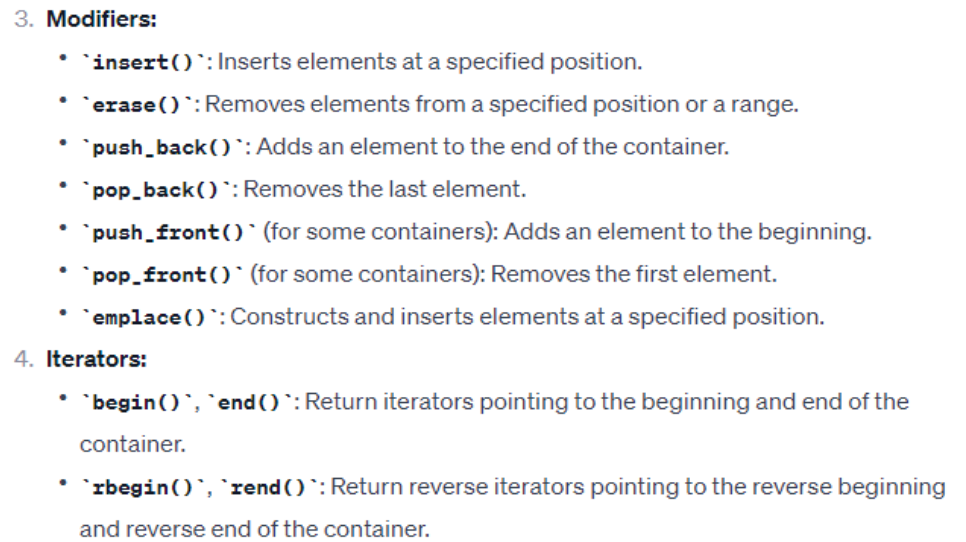 3. Modifiers:
• `insert()`: Inserts elements at a specified position.
• `erase()`: Removes elements from a specified position or a range.
• `push_back()`: Adds an element to the end of the container.
• `pop_back()`: Removes the last element.
• `push_front()` (for some containers): Adds an element to the beginning.
• `pop_front()` (for some containers): Removes the first element.
• `emplace()`: Constructs and inserts elements at a specified position.
4. Iterators:
• `begin()`, `end()`: Return iterators pointing to the beginning and end of the
container.
• `rbegin()`, `rend()`: Return reverse iterators pointing to the reverse beginning
and reverse end of the container.